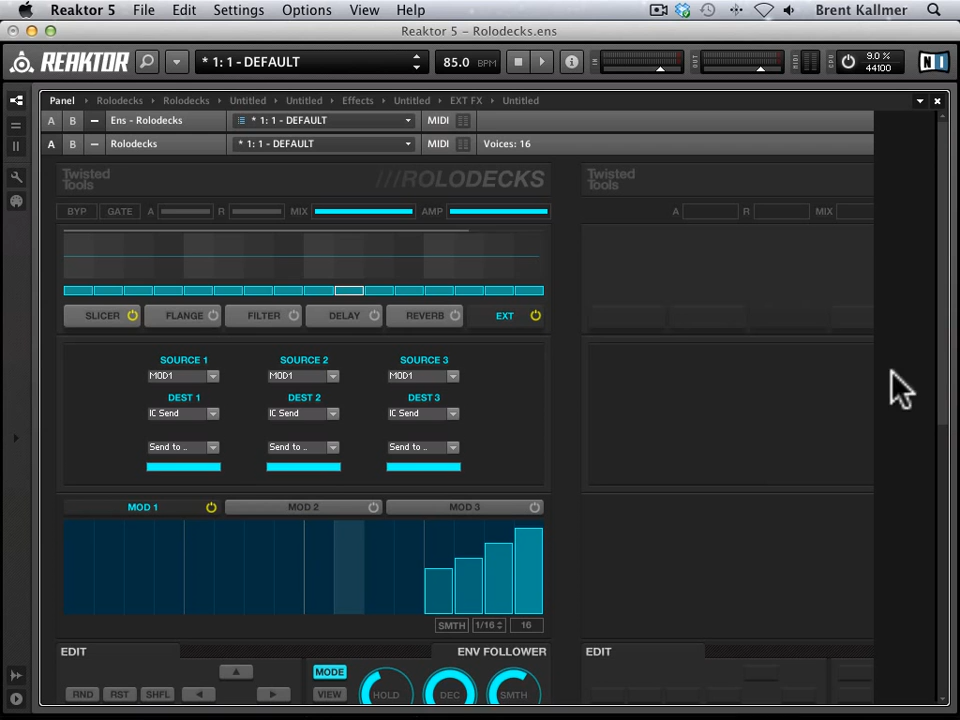 Reaktor 5 File Edit Settings Options View Help Brent Kallmer
Reaktor 5 - Rolodecks.ens
REAKTOR * 1: 1 - DEFAULT 85.0 BPM IN OUT MIDI 9.0 % 44100 NI
Panel Rolodecks Rolodecks Untitled Untitled Effects Untitled EXT FX Untitled
A B Ens - Rolodecks * 1: 1 - DEFAULT MIDI
A B Rolodecks * 1: 1 - DEFAULT MIDI Voices: 16
Twisted Tools ///ROLODECKS Twisted Tools
BYP GATE A R MIX AMP A R MIX
SLICER FLANGE FILTER DELAY REVERB EXT
SOURCE 1 SOURCE 2 SOURCE 3
MOD1 MOD1 MOD1
DEST 1 DEST 2 DEST 3
IC Send IC Send IC Send
Send to .. Send to .. Send to ..
MOD 1 MOD 2 MOD 3
SMTH 1/16 16
EDIT ENV FOLLOWER EDIT
MODE
RND RST SHFL VIEW HOLD DEC SMTH